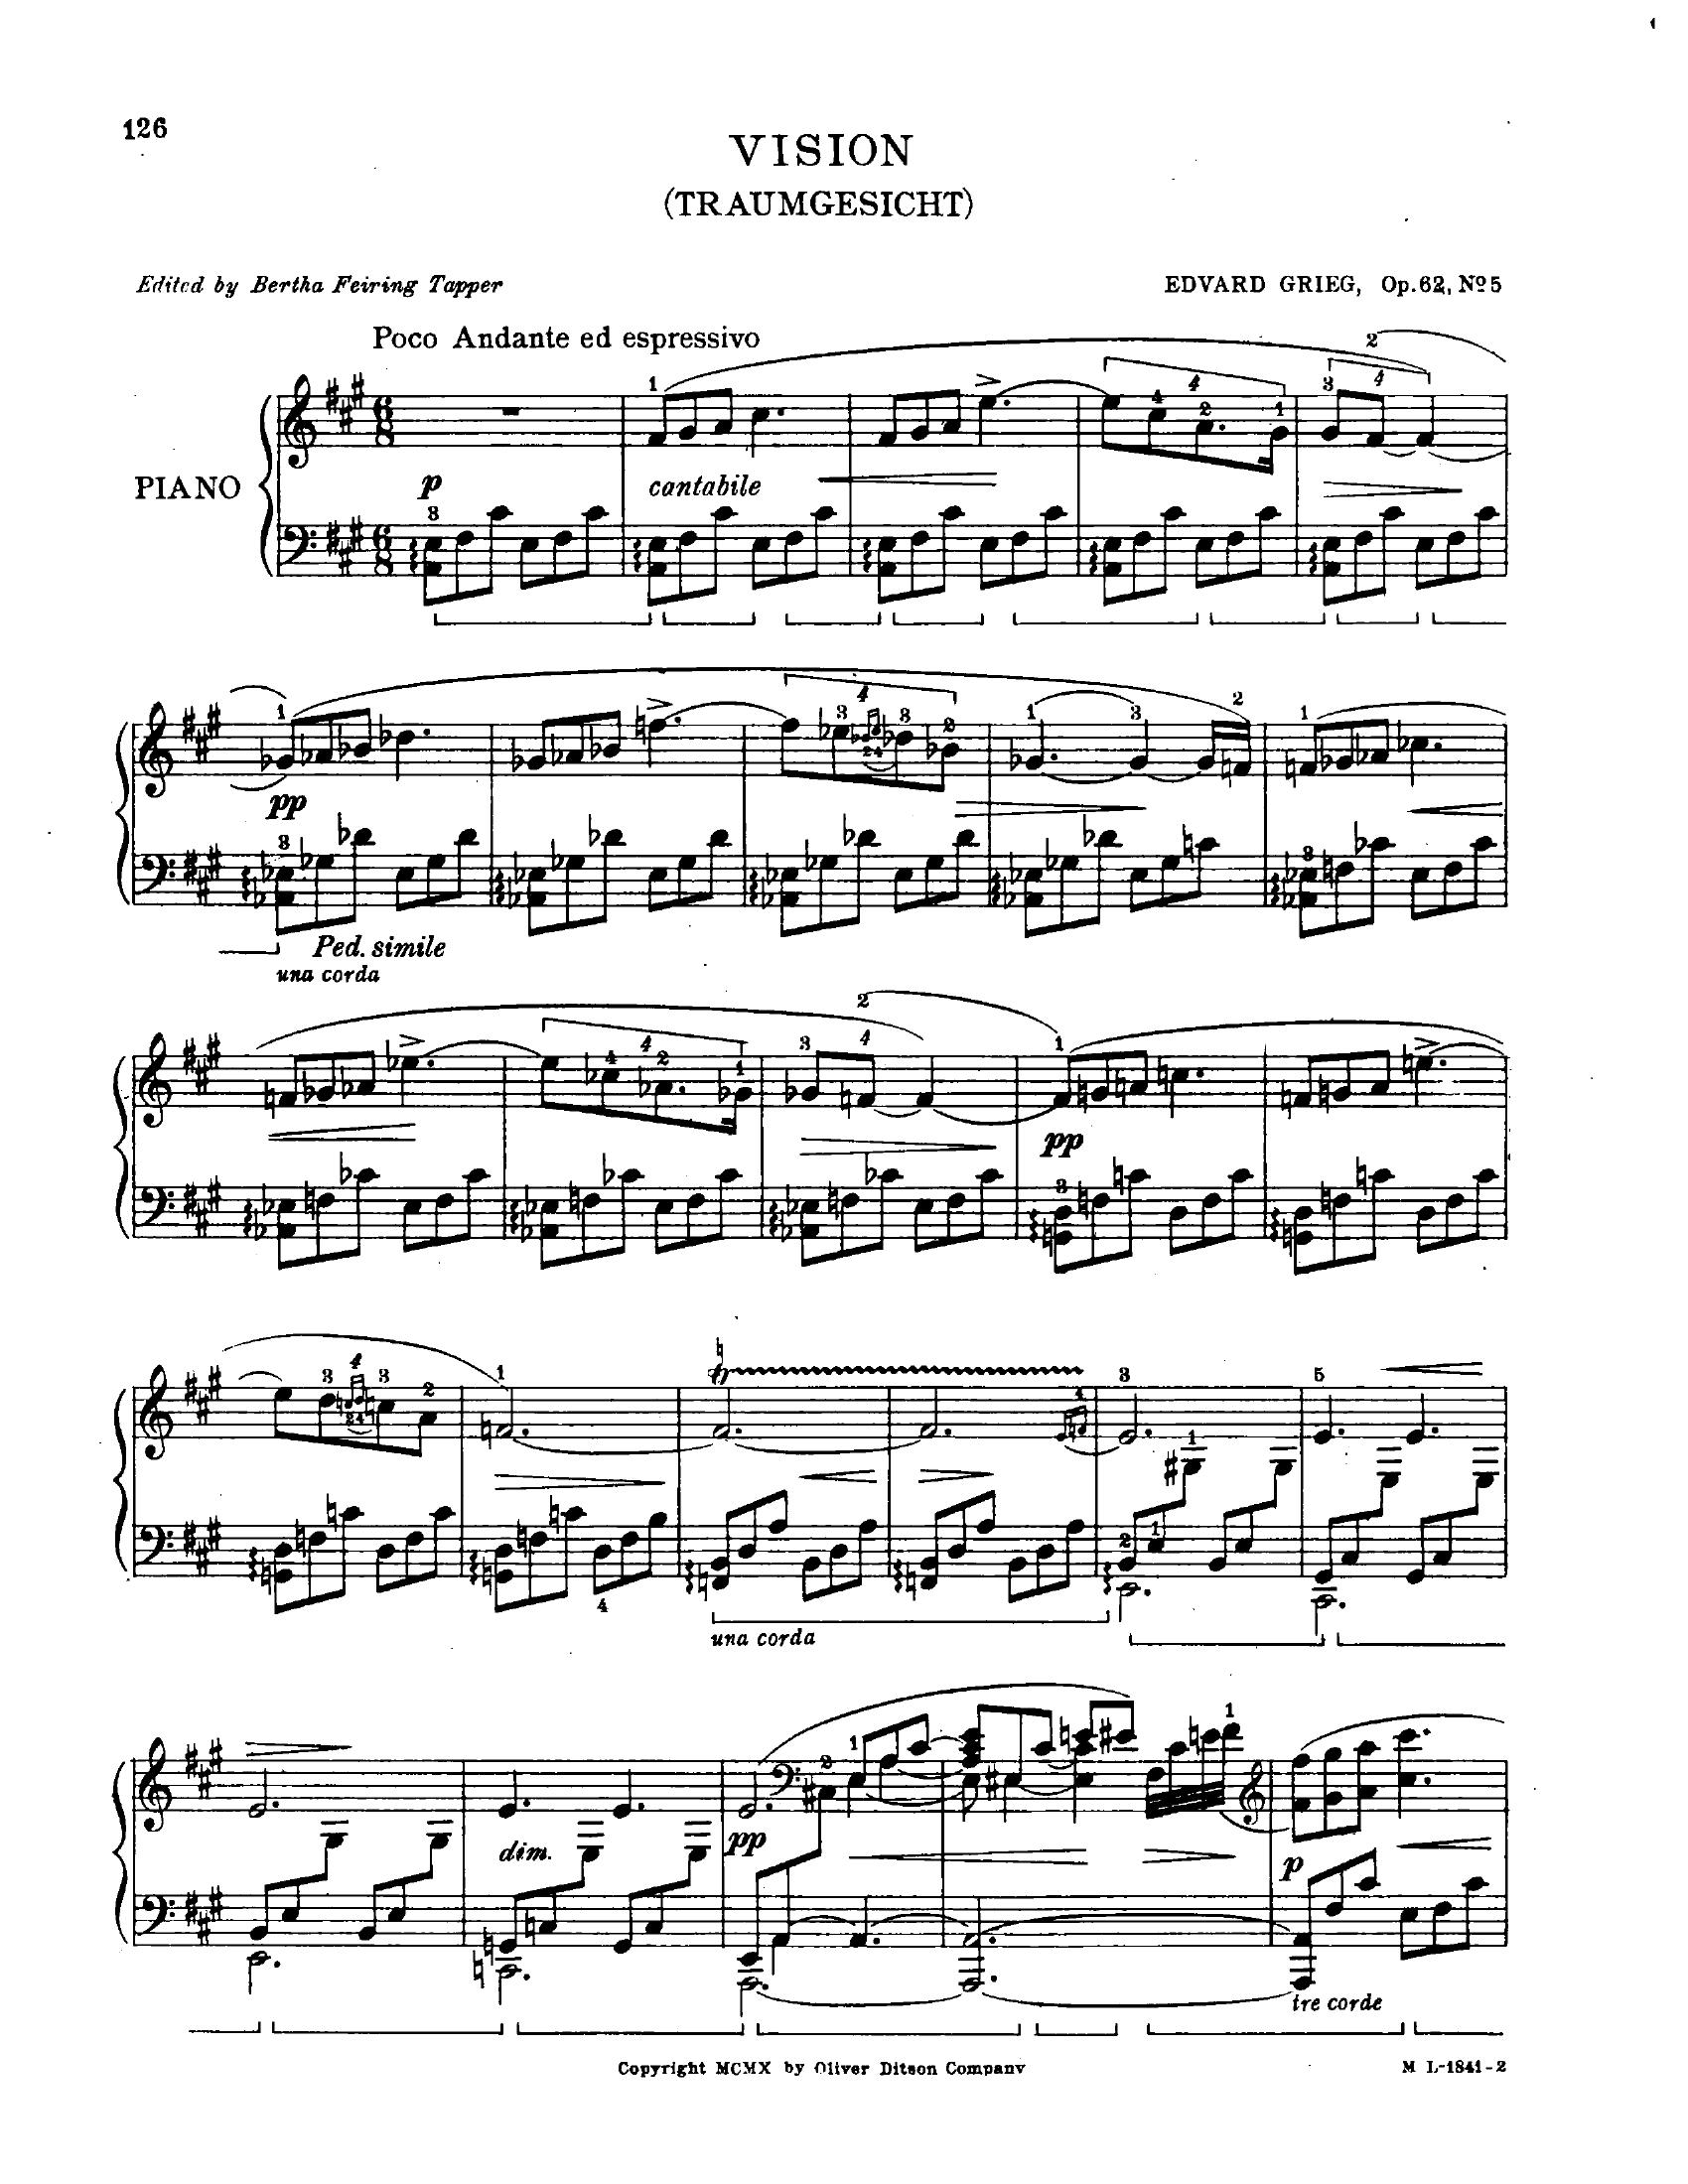 126
VISION
(TRAUMGESICHT)
Edited by Bertha Feiring Tapper
EDVARD GRIEG, Op. 62, No 5
Poco Andante ed espressivo
PIANO
p
cantabile
pp
Ped. simile
una corda
pp
una corda
dim.
pp
p
tre corde
Copyright MCMX by Oliver Ditson Company
M L-1841-2